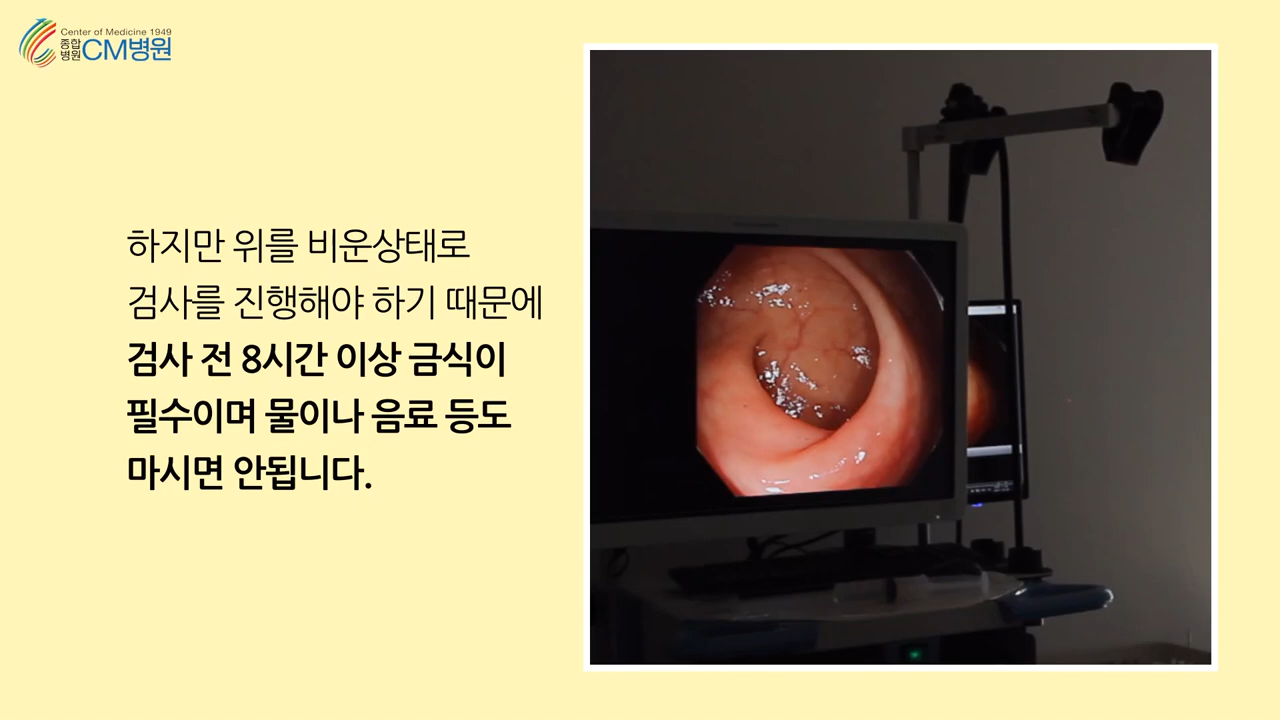 Center of Medicine 1949
종합병원 CM병원
하지만 위를 비운상태로
검사를 진행해야 하기 때문에
검사 전 8시간 이상 금식이
필수이며 물이나 음료 등도
마시면 안됩니다.